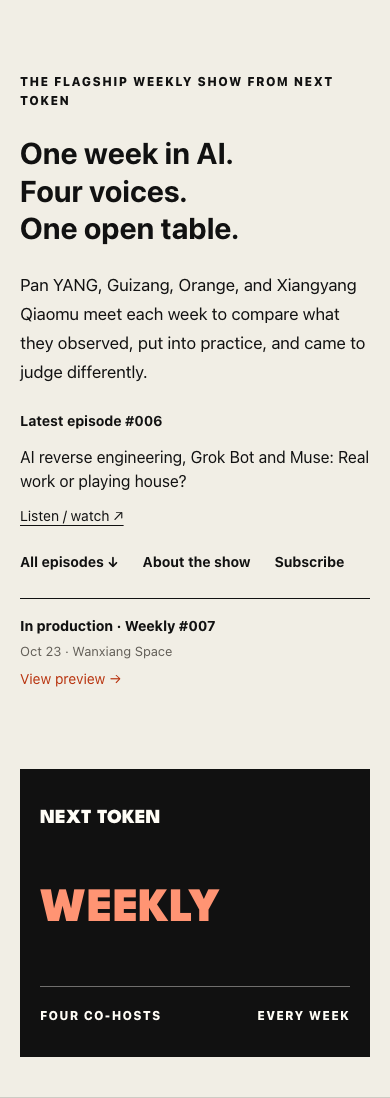 THE FLAGSHIP WEEKLY SHOW FROM NEXT
TOKEN
One week in AI.
Four voices.
One open table.
Pan YANG, Guizang, Orange, and Xiangyang
Qiaomu meet each week to compare what
they observed, put into practice, and came to
judge differently.
Latest episode #006
AI reverse engineering, Grok Bot and Muse: Real
work or playing house?
Listen / watch ↗
All episodes ↓ About the show Subscribe
In production · Weekly #007
Oct 23 · Wanxiang Space
View preview →
NEXT TOKEN
WEEKLY
FOUR CO-HOSTS EVERY WEEK